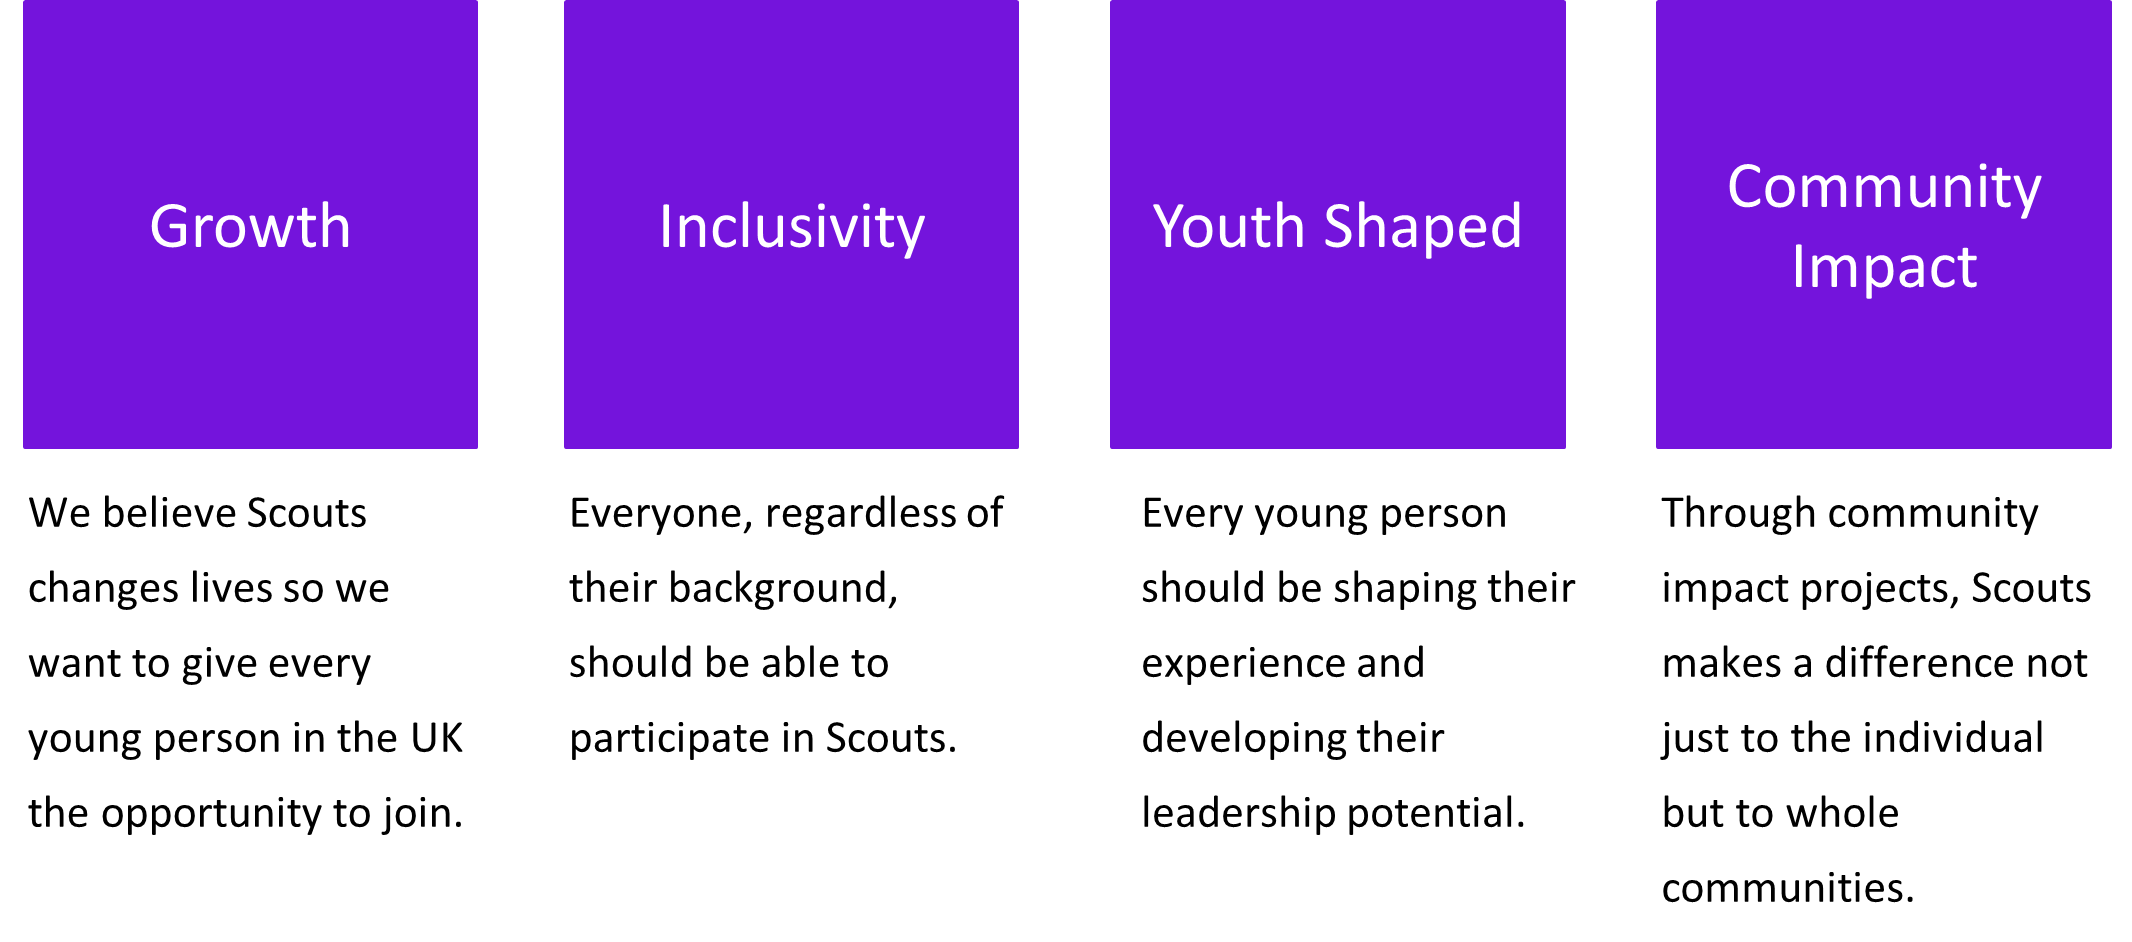 Growth
We believe Scouts
changes lives so we
want to give every
young person in the UK
the opportunity to join.
Inclusivity
Everyone, regardless of
their background,
should be able to
participate in Scouts.
Youth Shaped
Every young person
should be shaping their
experience and
developing their
leadership potential.
Community
Impact
Through community
impact projects, Scouts
makes a difference not
just to the individual
but to whole
communities.